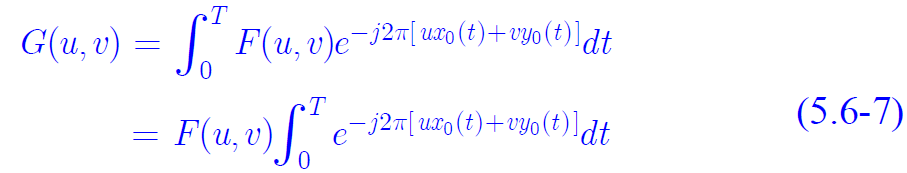 G(u, v) = ∫₀ᵀ F(u, v)e^{−j2π[ux₀(t)+vy₀(t)]}dt
= F(u, v)∫₀ᵀ e^{−j2π[ux₀(t)+vy₀(t)]}dt (5.6-7)